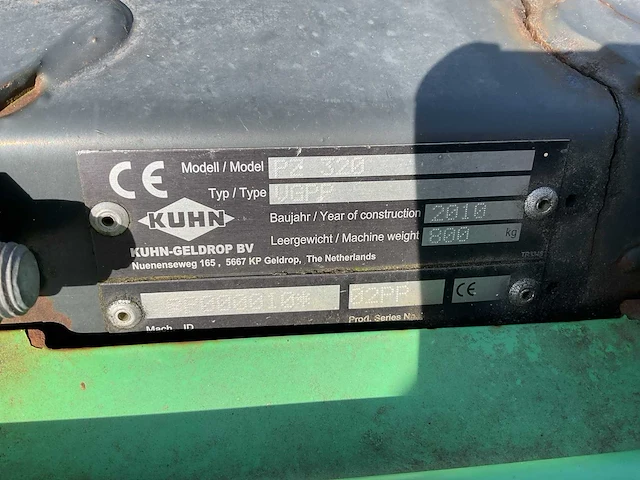 CE
Modell / Model PZ 320
Typ / Type VGPP
KUHN
Baujahr / Year of construction 2010
Leergewicht / Machine weight 800 kg
KUHN-GELDROP BV
Nuenenseweg 165 , 5667 KP Geldrop, The Netherlands
02PP CE
Mach. ID Prod. Series No.